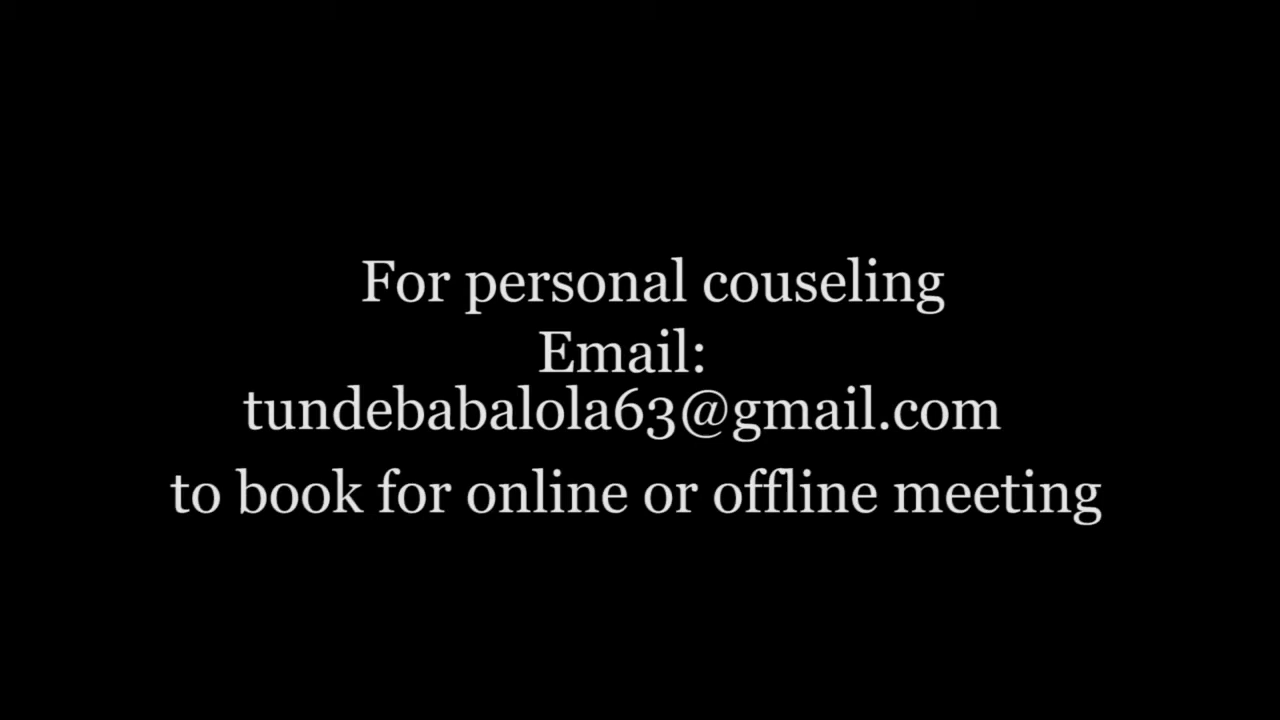 For personal couseling
Email:
tundebabalola63@gmail.com
to book for online or offline meeting